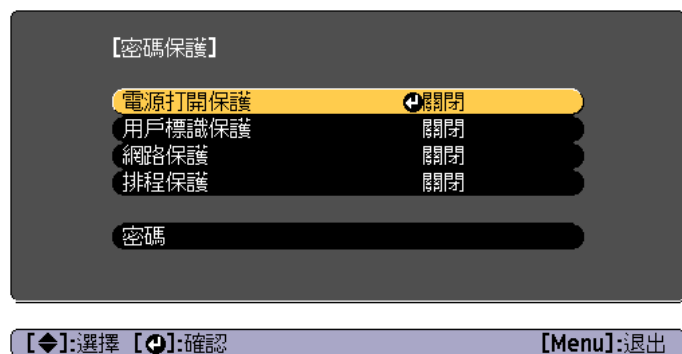 [密碼保護]
電源打開保護 關閉
用戶標識保護 關閉
網路保護 關閉
排程保護 關閉
密碼
[◆]:選擇 [↵]:確認 [Menu]:退出